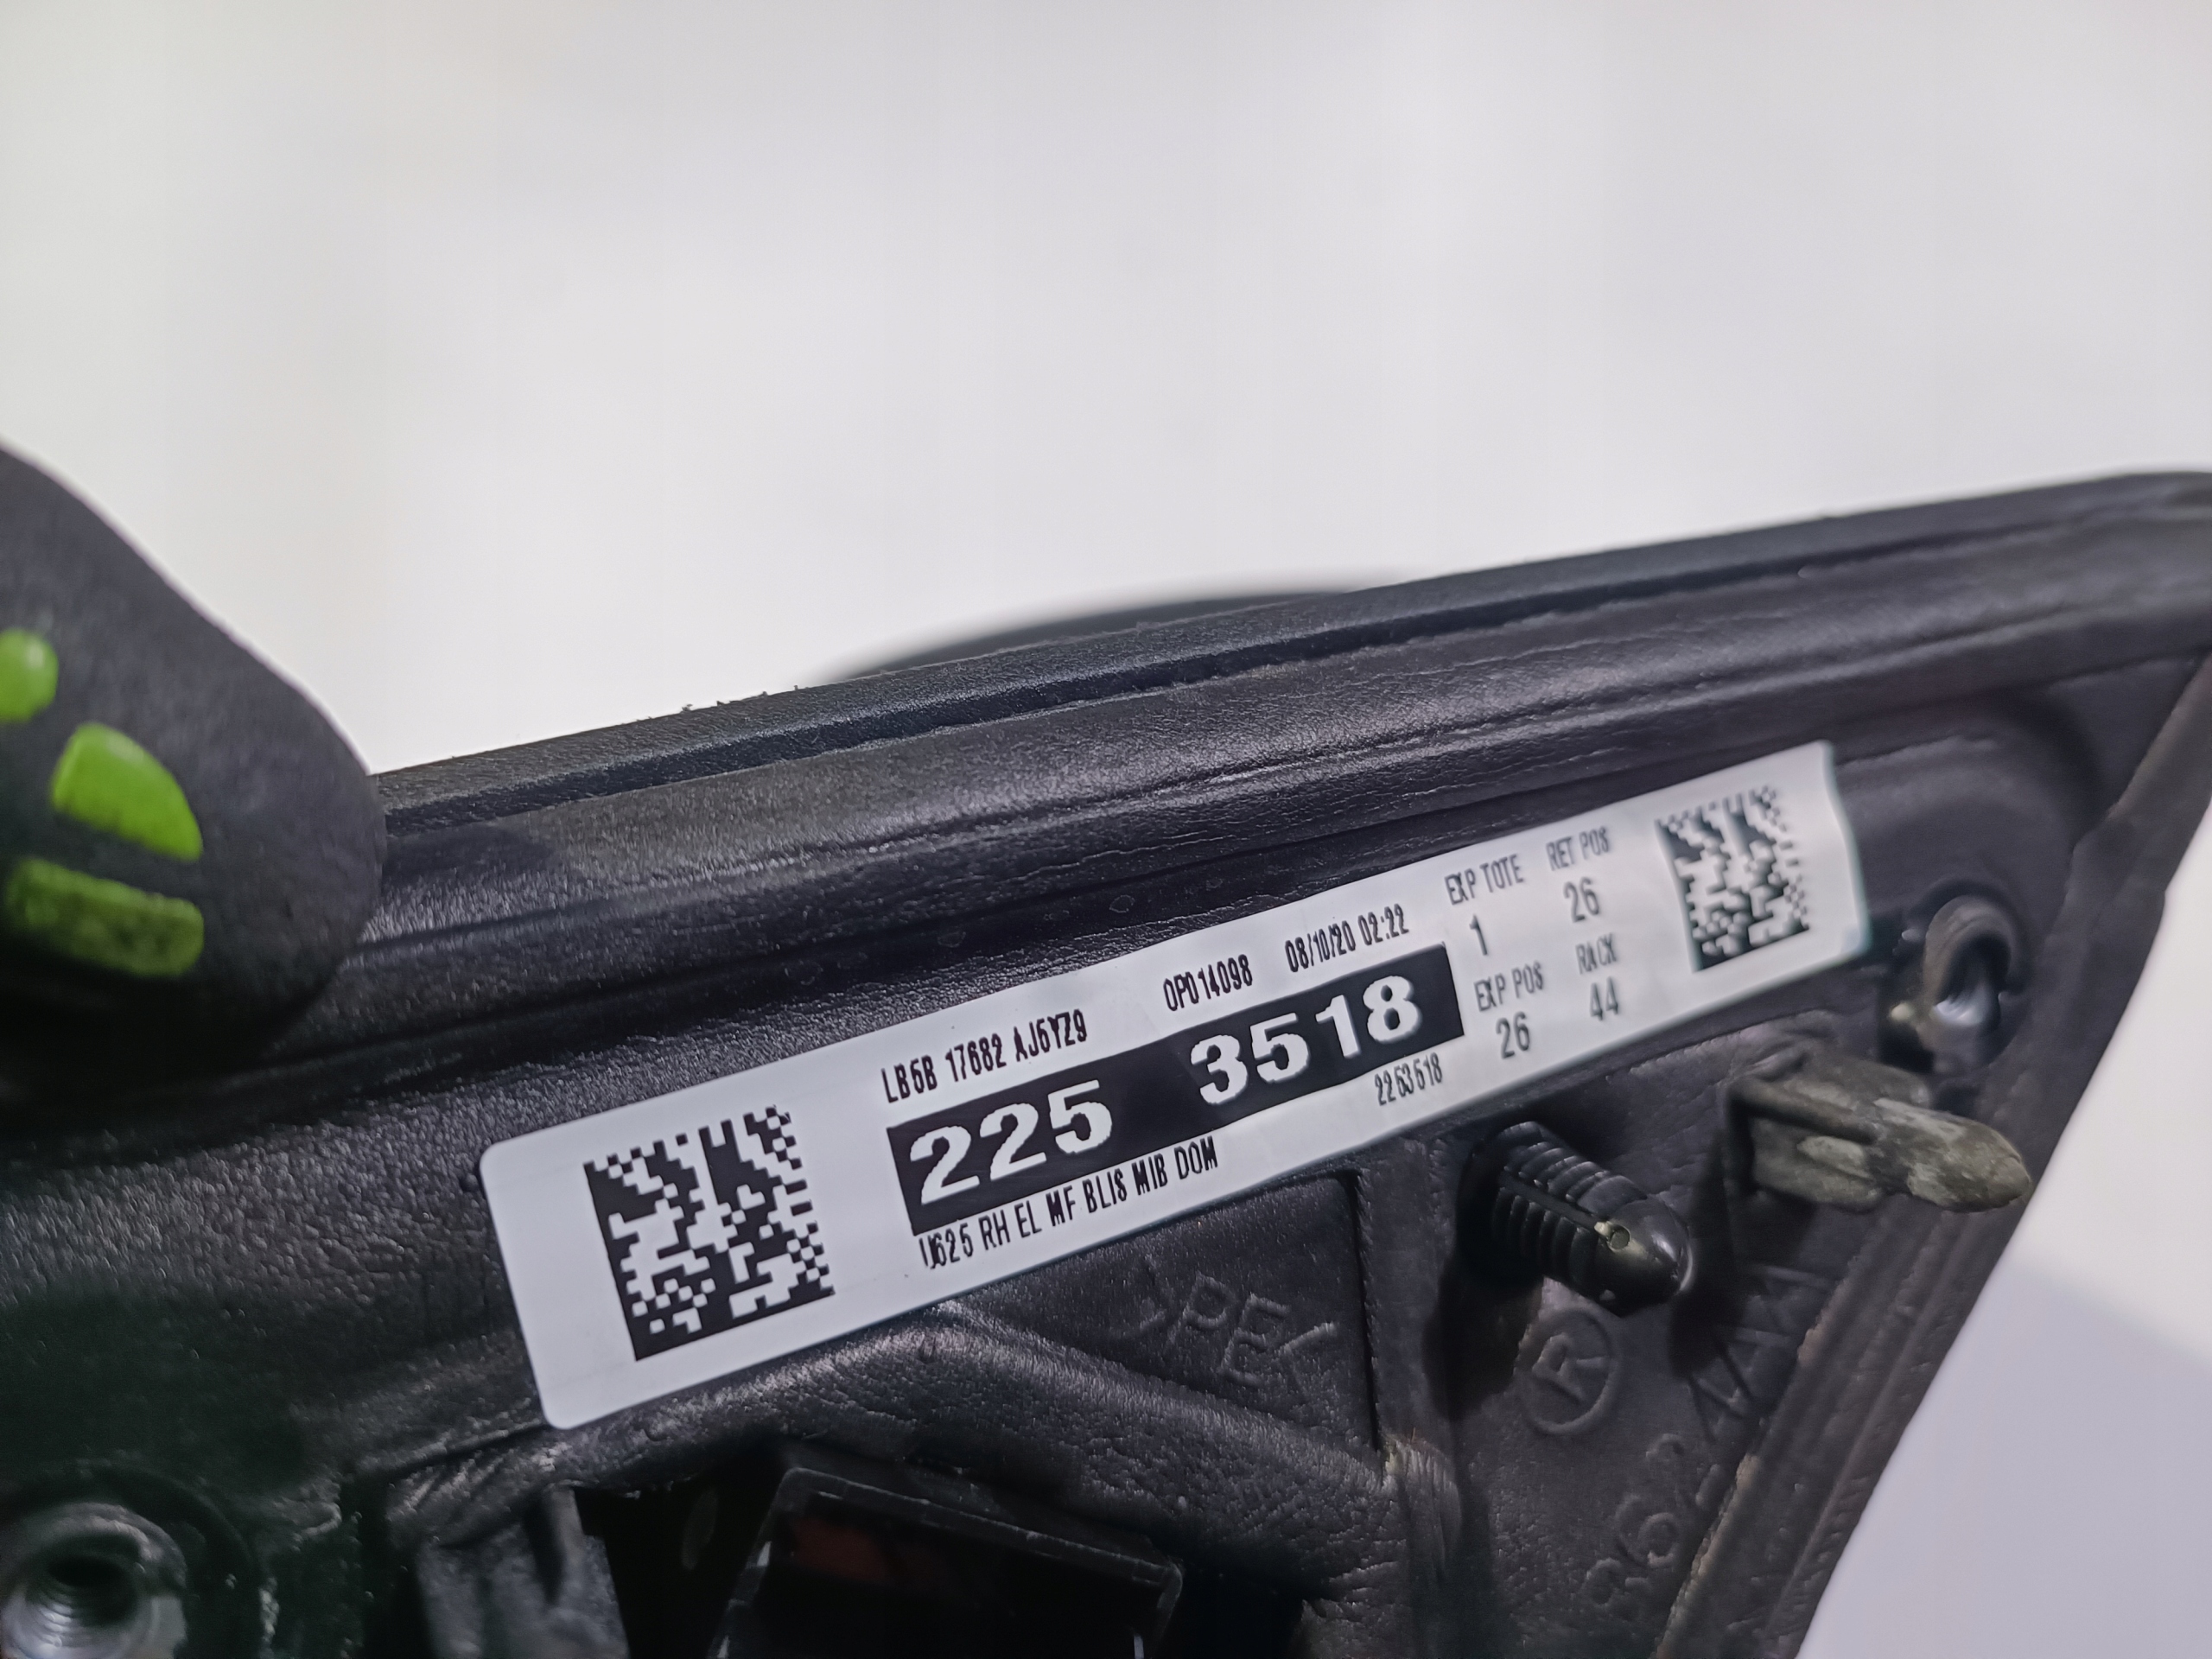 LB5B 17682 AJ5YZ9
0P014098
08/10/20 02:22
225 3518
U625 RH EL MF BLIS MIB DOM
2253518
EXP TOTE
1
RET POS
26
EXP POS
26
RACK
44
>PE<
E
R